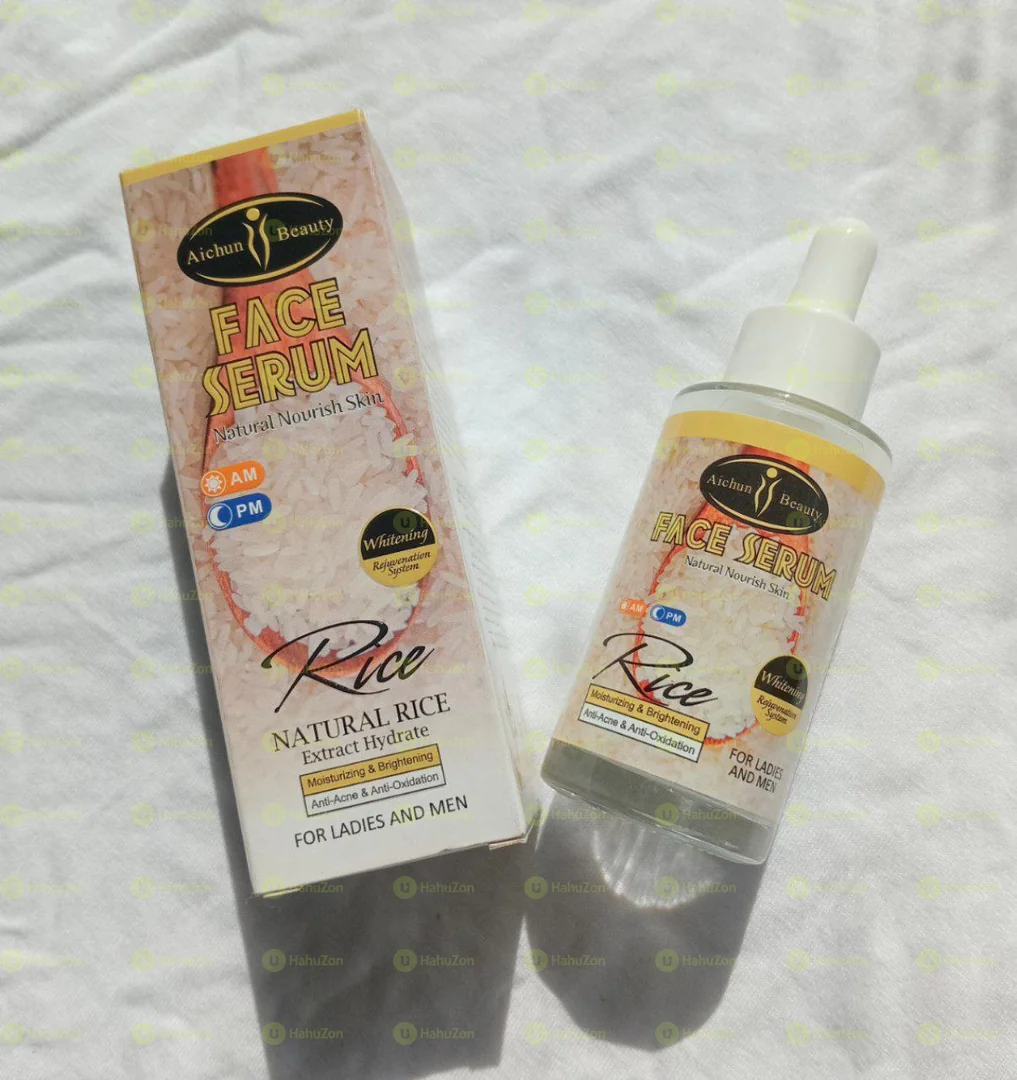 Aichun Beauty
FACE
SERUM
Natural Nourish Skin
AM
PM
Whitening
Rejuvenation
System
Rice
NATURAL RICE
Extract Hydrate
Moisturizing & Brightening
Anti-Acne & Anti-Oxidation
FOR LADIES AND MEN
Aichun Beauty
FACE SERUM
Natural Nourish Skin
AM PM
Rice
Whitening
Rejuvenation
System
Moisturizing & Brightening
Anti-Acne & Anti-Oxidation
FOR LADIES
AND MEN
HahuZon